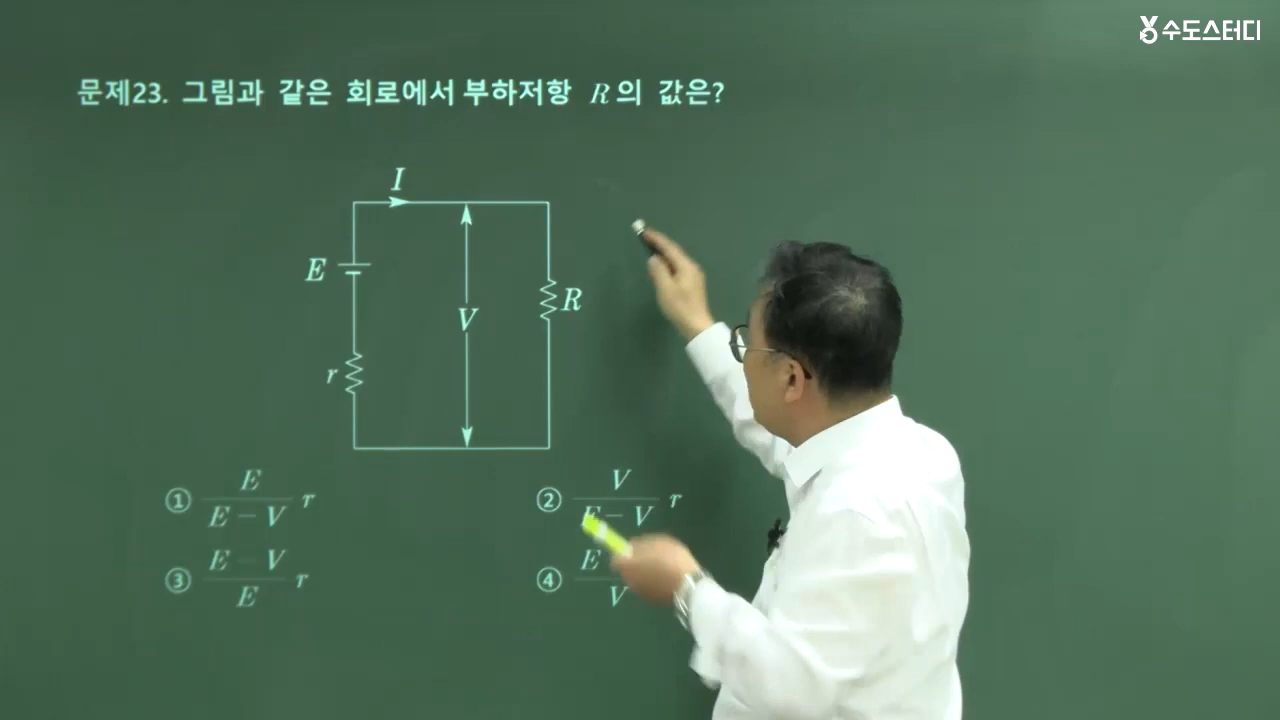 수도스터디
문제23. 그림과 같은 회로에서 부하저항 R의 값은?
I
E
V
R
r
① E/(E − V) r
② V/(E − V) r
③ (E − V)/E r
④ E / V